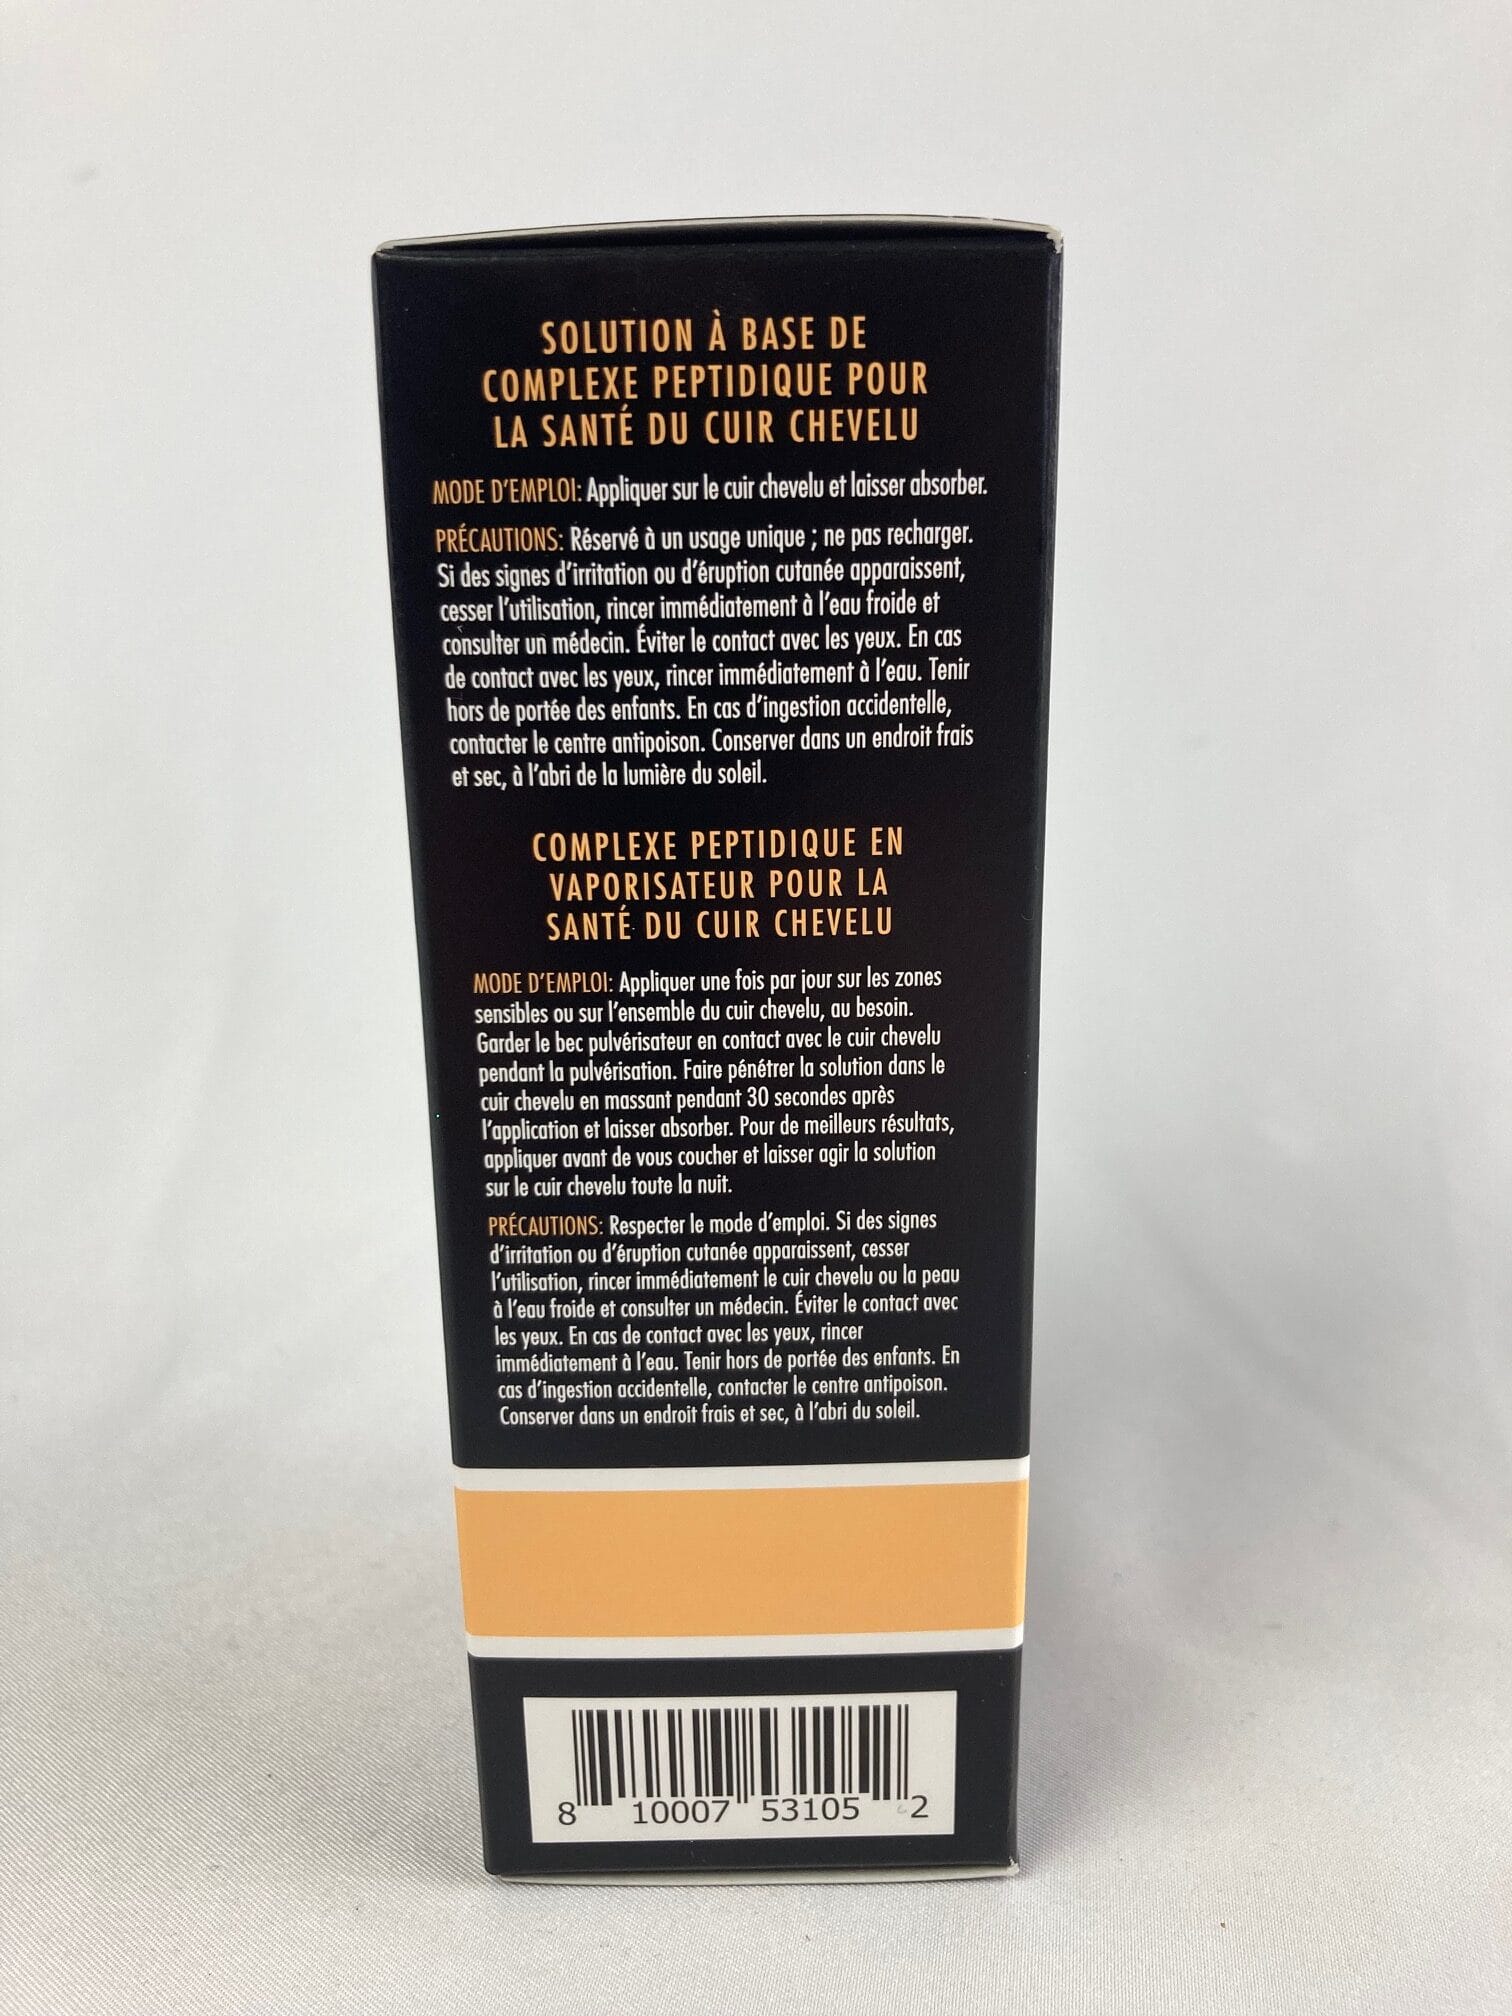 SOLUTION À BASE DE
COMPLEXE PEPTIDIQUE POUR
LA SANTÉ DU CUIR CHEVELU
MODE D'EMPLOI: Appliquer sur le cuir chevelu et laisser absorber.
PRÉCAUTIONS: Réservé à un usage unique ; ne pas recharger.
Si des signes d'irritation ou d'éruption cutanée apparaissent,
cesser l'utilisation, rincer immédiatement à l'eau froide et
consulter un médecin. Éviter le contact avec les yeux. En cas
de contact avec les yeux, rincer immédiatement à l'eau. Tenir
hors de portée des enfants. En cas d'ingestion accidentelle,
contacter le centre antipoison. Conserver dans un endroit frais
et sec, à l'abri de la lumière du soleil.
COMPLEXE PEPTIDIQUE EN
VAPORISATEUR POUR LA
SANTÉ DU CUIR CHEVELU
MODE D'EMPLOI: Appliquer une fois par jour sur les zones
sensibles ou sur l'ensemble du cuir chevelu, au besoin.
Garder le bec pulvérisateur en contact avec le cuir chevelu
pendant la pulvérisation. Faire pénétrer la solution dans le
cuir chevelu en massant pendant 30 secondes après
l'application et laisser absorber. Pour de meilleurs résultats,
appliquer avant de vous coucher et laisser agir la solution
sur le cuir chevelu toute la nuit.
PRÉCAUTIONS: Respecter le mode d'emploi. Si des signes
d'irritation ou d'éruption cutanée apparaissent, cesser
l'utilisation, rincer immédiatement le cuir chevelu ou la peau
à l'eau froide et consulter un médecin. Éviter le contact avec
les yeux. En cas de contact avec les yeux, rincer
immédiatement à l'eau. Tenir hors de portée des enfants. En
cas d'ingestion accidentelle, contacter le centre antipoison.
Conserver dans un endroit frais et sec, à l'abri du soleil.
8 10007 53105 2